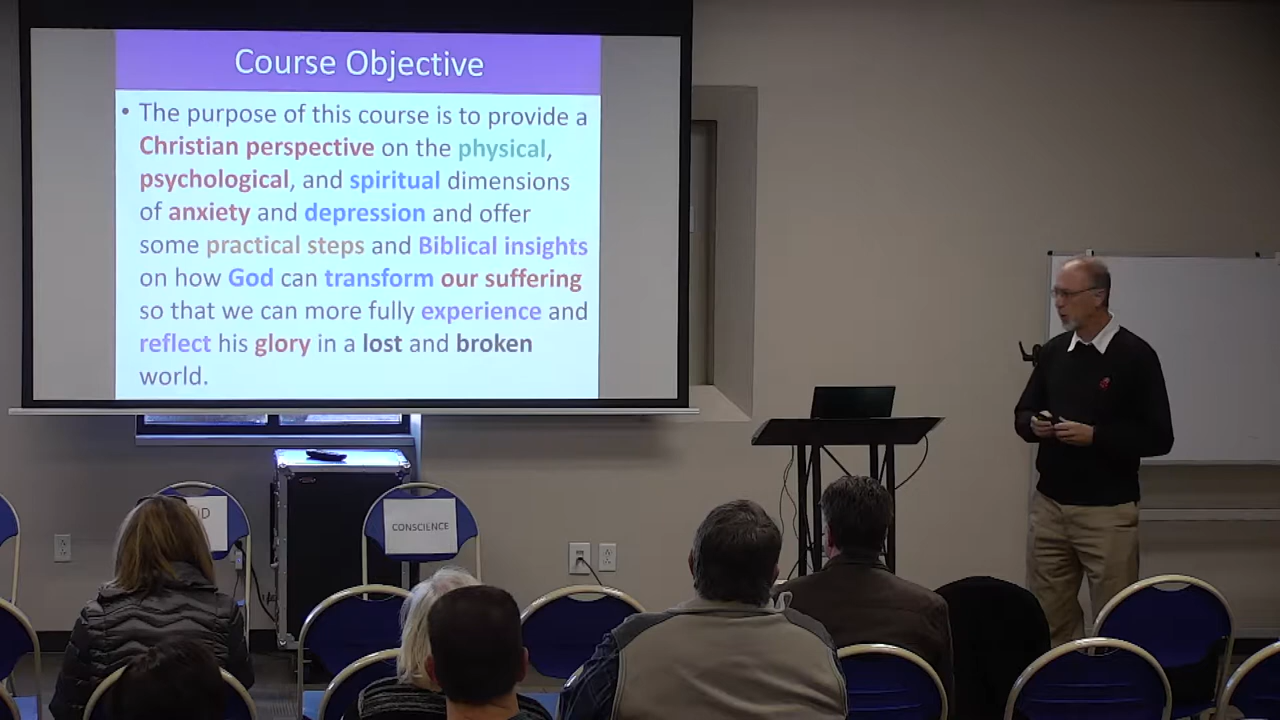 Course Objective
• The purpose of this course is to provide a
Christian perspective on the physical,
psychological, and spiritual dimensions
of anxiety and depression and offer
some practical steps and Biblical insights
on how God can transform our suffering
so that we can more fully experience and
reflect his glory in a lost and broken
world.
CONSCIENCE